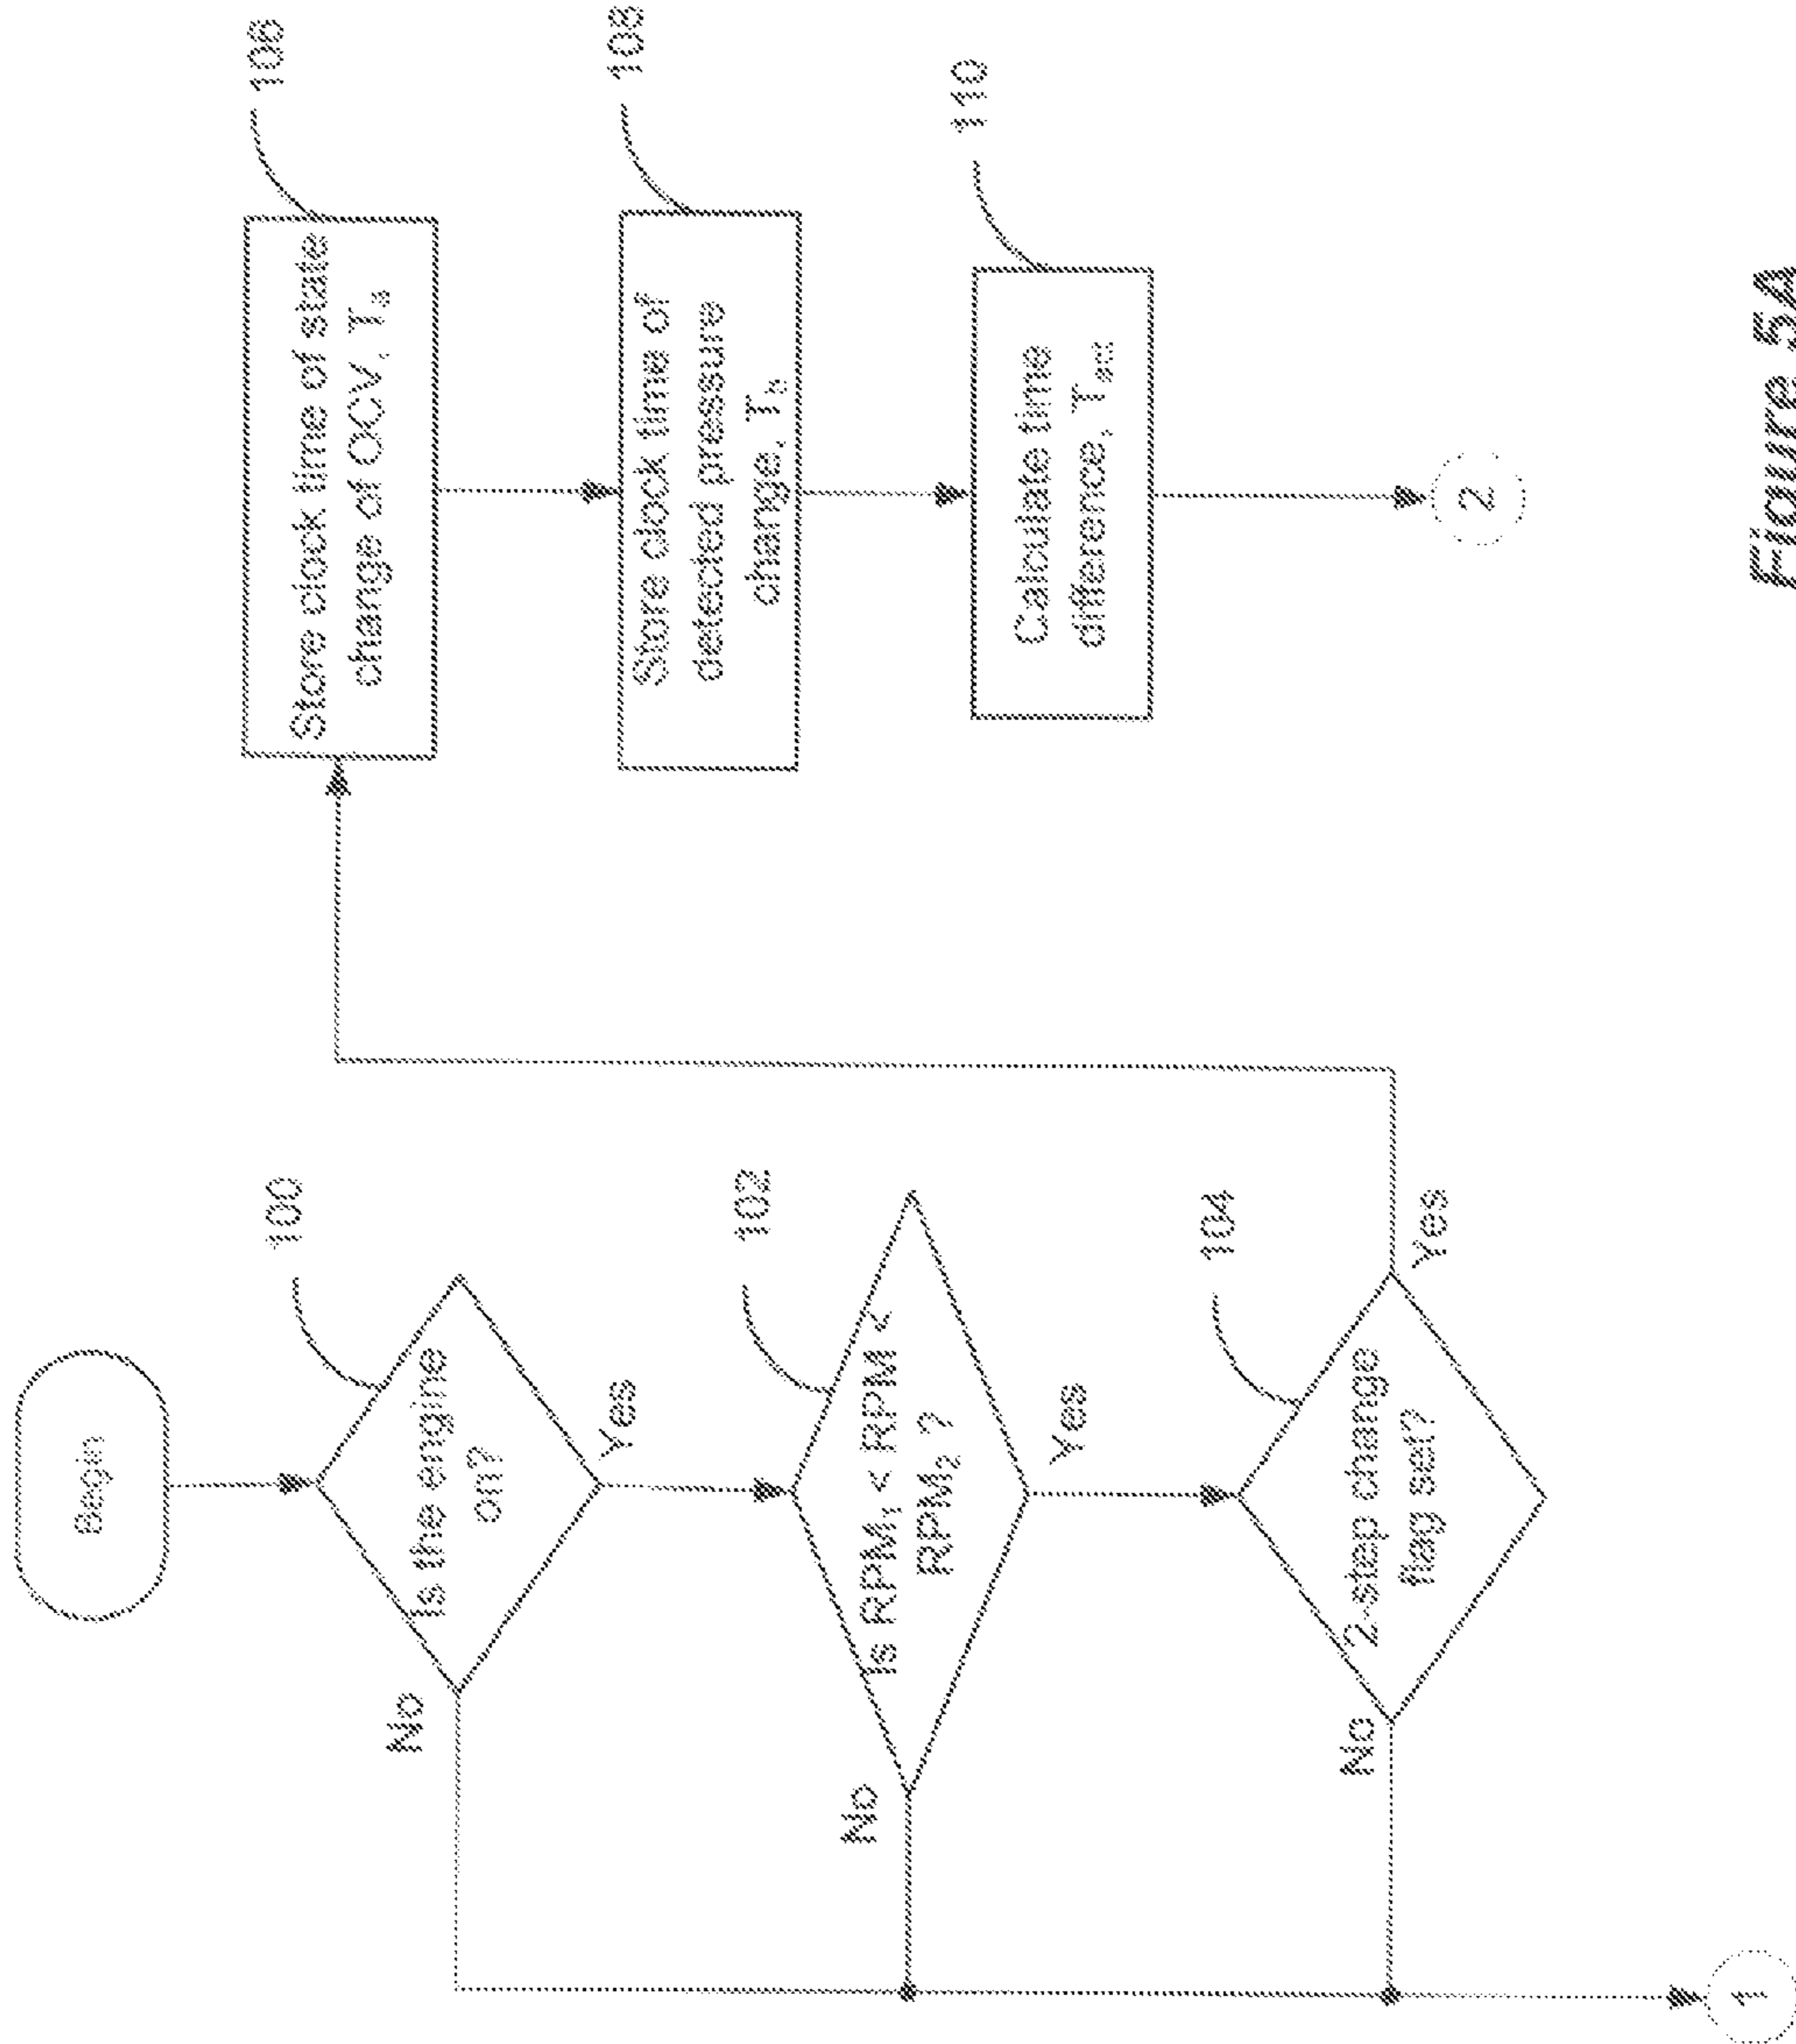 Begin
100
Is the engine
on?
No
Yes
102
Is RPM₁ < RPM <
RPM₂ ?
No
Yes
104
2-step change
flag set?
No
Yes
1
106
Store clock time of state
change of OCV, Tₐ
108
Store clock time of
detected pressure
change, T_b
110
Calculate time
difference, T_act
2
Figure 5A